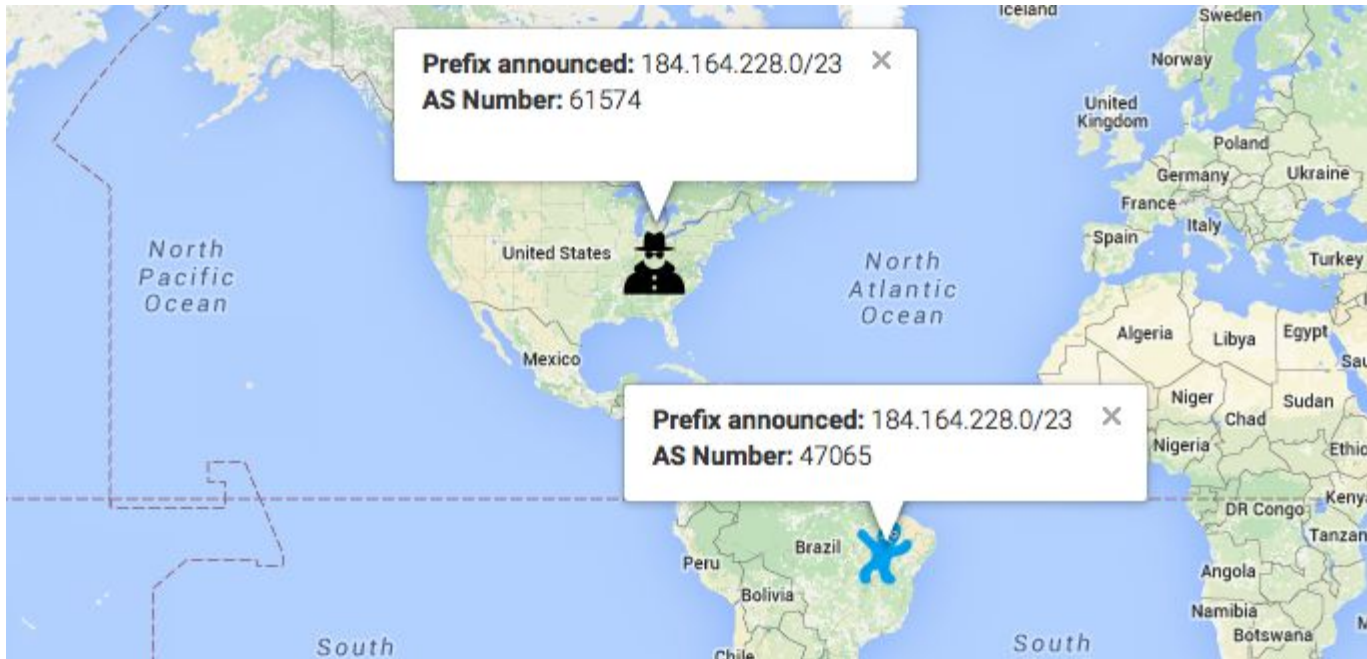 Iceland
Sweden
Norway
Prefix announced: 184.164.228.0/23 ×
AS Number: 61574
United
Kingdom
Poland
Germany
Ukraine
France
Italy
Spain
Turkey
United States
North
Pacific
Ocean
North
Atlantic
Ocean
Algeria
Libya
Egypt
Mexico
Prefix announced: 184.164.228.0/23 ×
AS Number: 47065
Niger
Chad
Sudan
Nigeria
DR Congo
Brazil
Peru
Bolivia
Angola
Namibia
Botswana
South
South